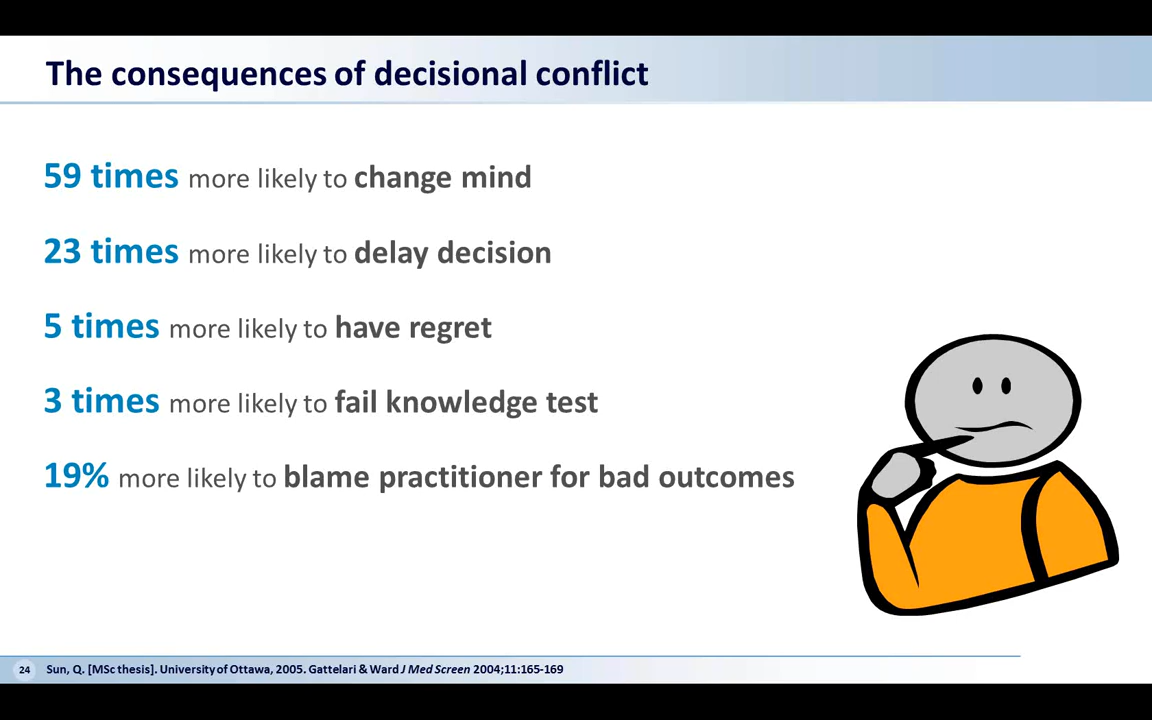 The consequences of decisional conflict
59 times more likely to change mind
23 times more likely to delay decision
5 times more likely to have regret
3 times more likely to fail knowledge test
19% more likely to blame practitioner for bad outcomes
24 Sun, Q. [MSc thesis]. University of Ottawa, 2005. Gattelari & Ward J Med Screen 2004;11:165-169